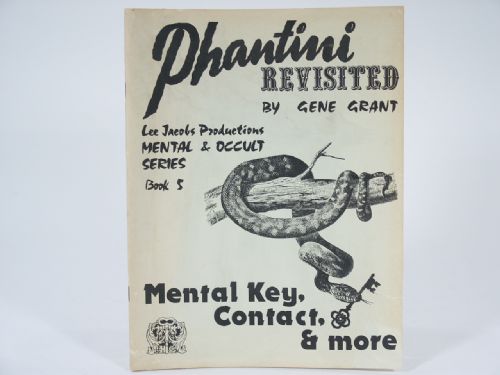 Phantini
REVISITED
BY GENE GRANT
Lee Jacobs Productions
MENTAL & OCCULT
SERIES
Book 5
Mental Key,
Contact,
& more